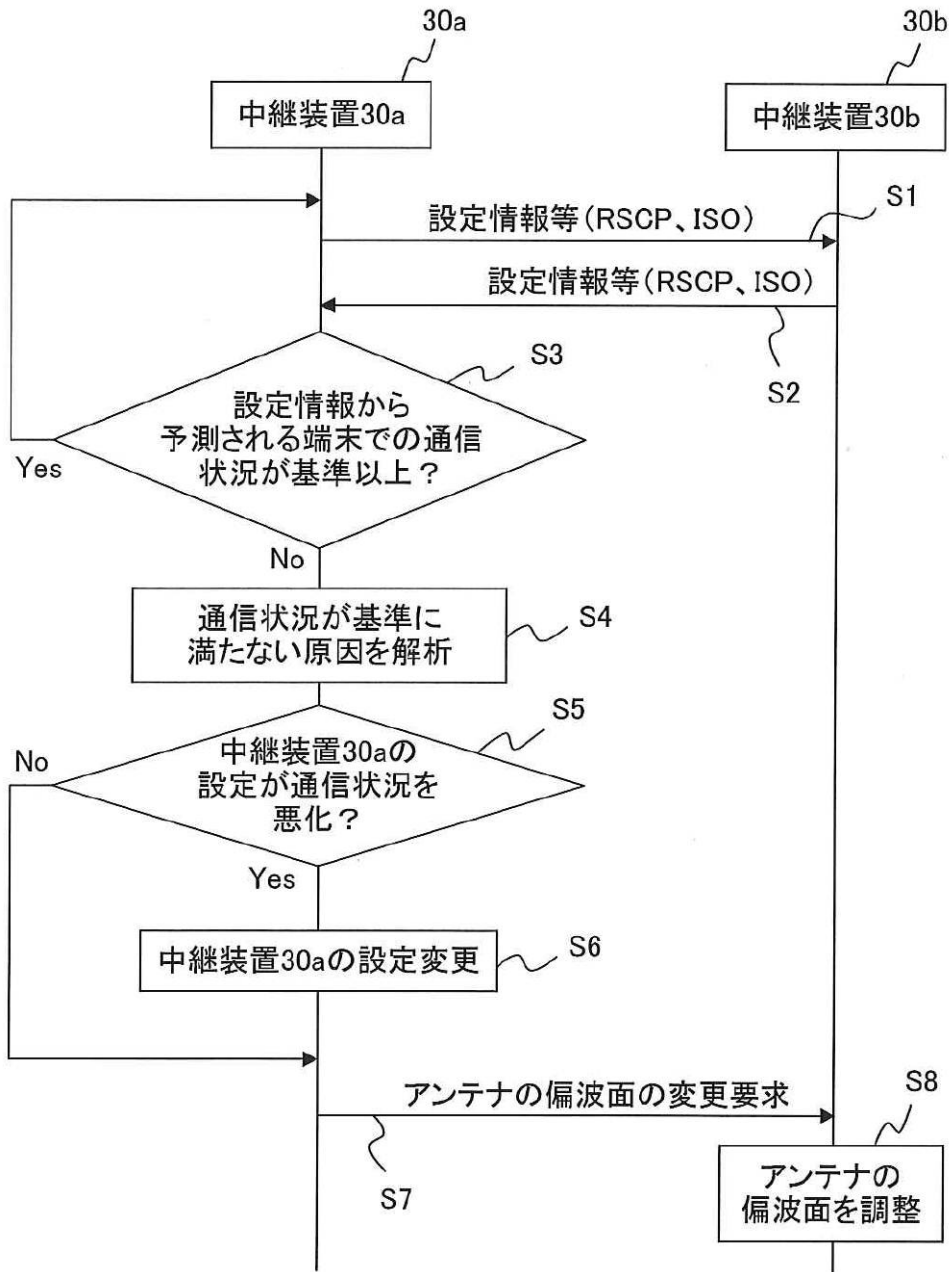 30a
30b
中継装置30a
中継装置30b
設定情報等(RSCP、ISO)
S1
設定情報等(RSCP、ISO)
S2
S3
設定情報から
予測される端末での通信
状況が基準以上?
Yes
No
通信状況が基準に
満たない原因を解析
S4
S5
中継装置30aの
設定が通信状況を
悪化?
No
Yes
中継装置30aの設定変更
S6
アンテナの偏波面の変更要求
S7
S8
アンテナの
偏波面を調整